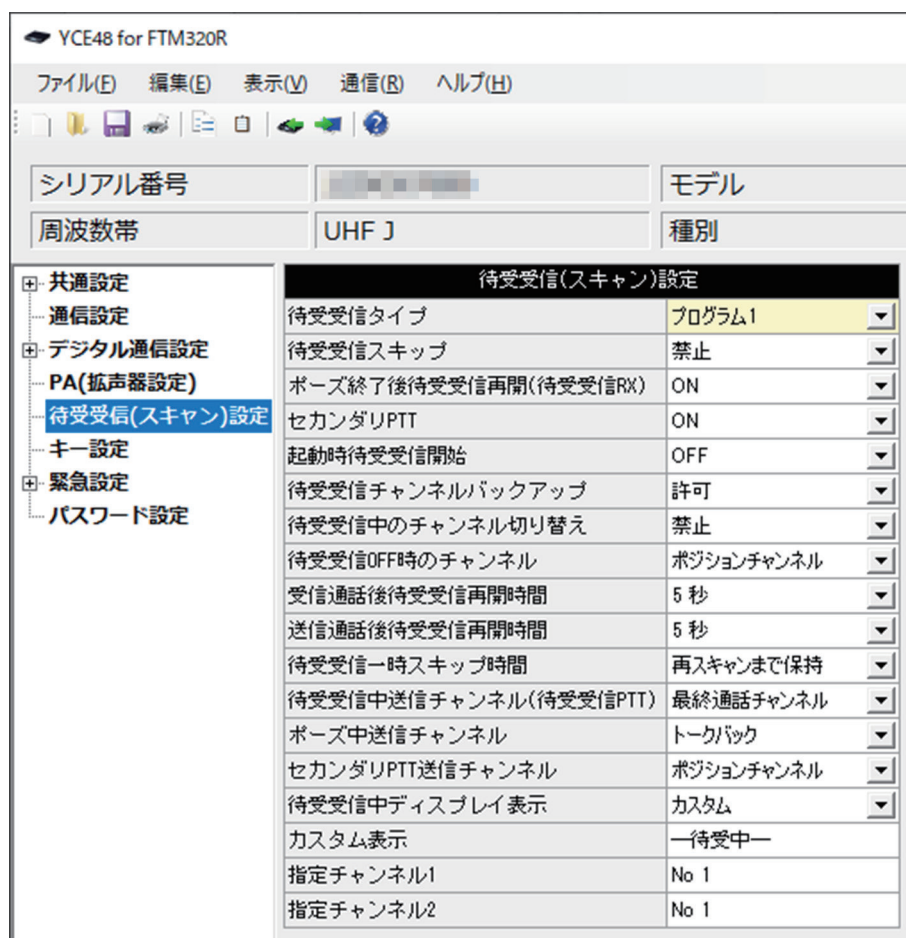 YCE48 for FTM320R
ファイル(F) 編集(E) 表示(V) 通信(R) ヘルプ(H)
シリアル番号 モデル
周波数帯 UHF J 種別
共通設定
通信設定
デジタル通信設定
PA(拡声器設定)
待受受信(スキャン)設定
キー設定
緊急設定
パスワード設定
待受受信(スキャン)設定
待受受信タイプ プログラム1
待受受信スキップ 禁止
ポーズ終了後待受受信再開(待受受信RX) ON
セカンダリPTT ON
起動時待受受信開始 OFF
待受受信チャンネルバックアップ 許可
待受受信中のチャンネル切り替え 禁止
待受受信OFF時のチャンネル ポジションチャンネル
受信通話後待受受信再開時間 5 秒
送信通話後待受受信再開時間 5 秒
待受受信一時スキップ時間 再スキャンまで保持
待受受信中送信チャンネル(待受受信PTT) 最終通話チャンネル
ポーズ中送信チャンネル トークバック
セカンダリPTT送信チャンネル ポジションチャンネル
待受受信中ディスプレイ表示 カスタム
カスタム表示 ―待受中―
指定チャンネル1 No 1
指定チャンネル2 No 1